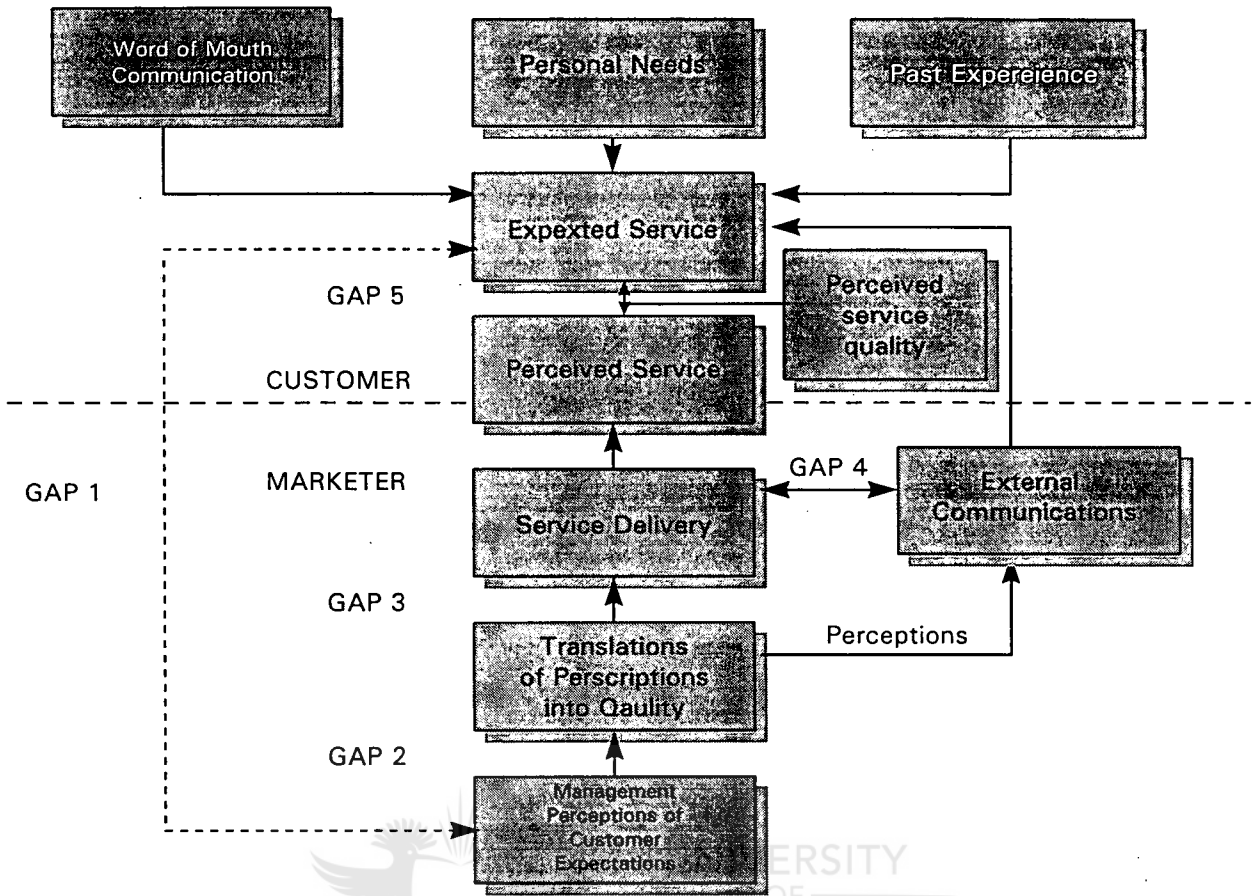 Word of Mouth
Communication.
Personal Needs
Past Expereience
Expexted Service
GAP 5
Perceived
service
quality
Perceived Service
CUSTOMER
GAP 1
MARKETER
GAP 4
Service Delivery
External
Communications
GAP 3
Translations
of Perscriptions
into Qaulity
Perceptions
GAP 2
Management
Perceptions of
Customer
Expectations
ERSITY
OF